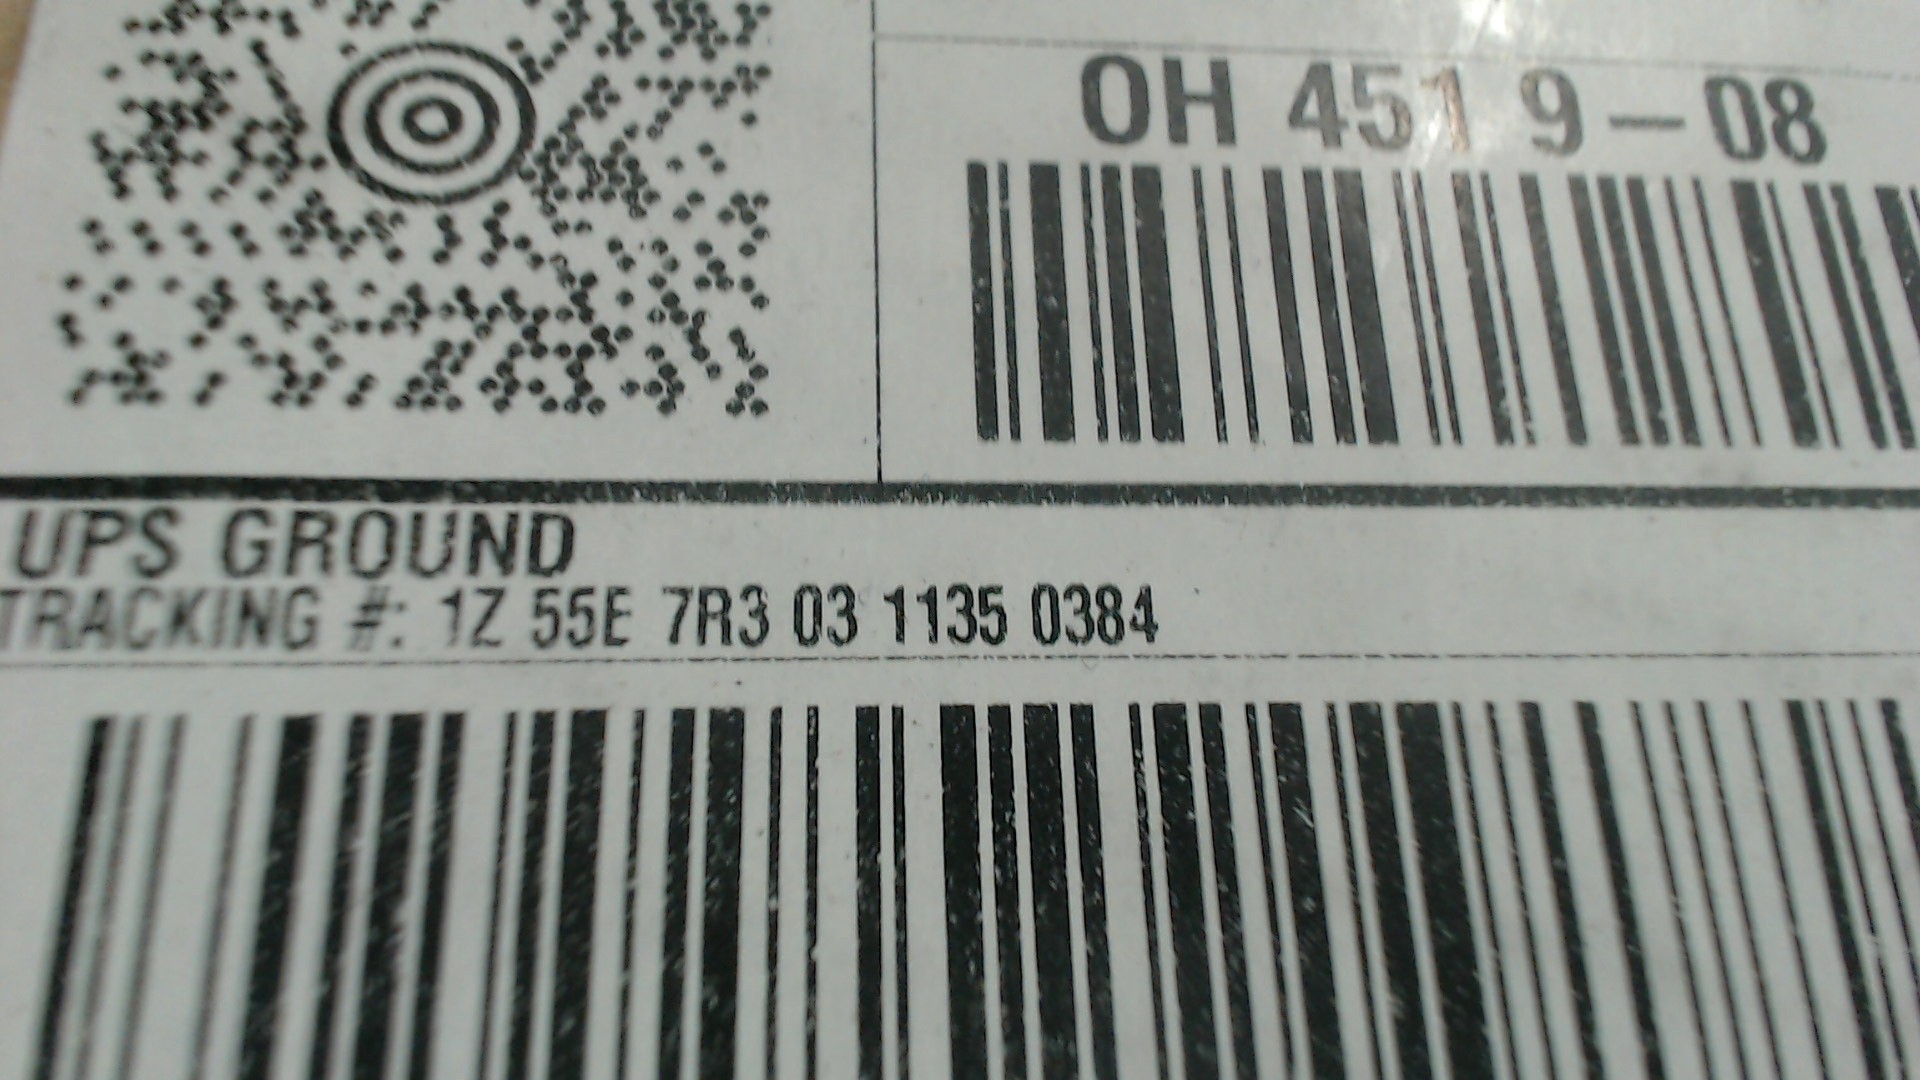 OH 451 9-08
UPS GROUND
TRACKING #: 1Z 55E 7R3 03 1135 0384